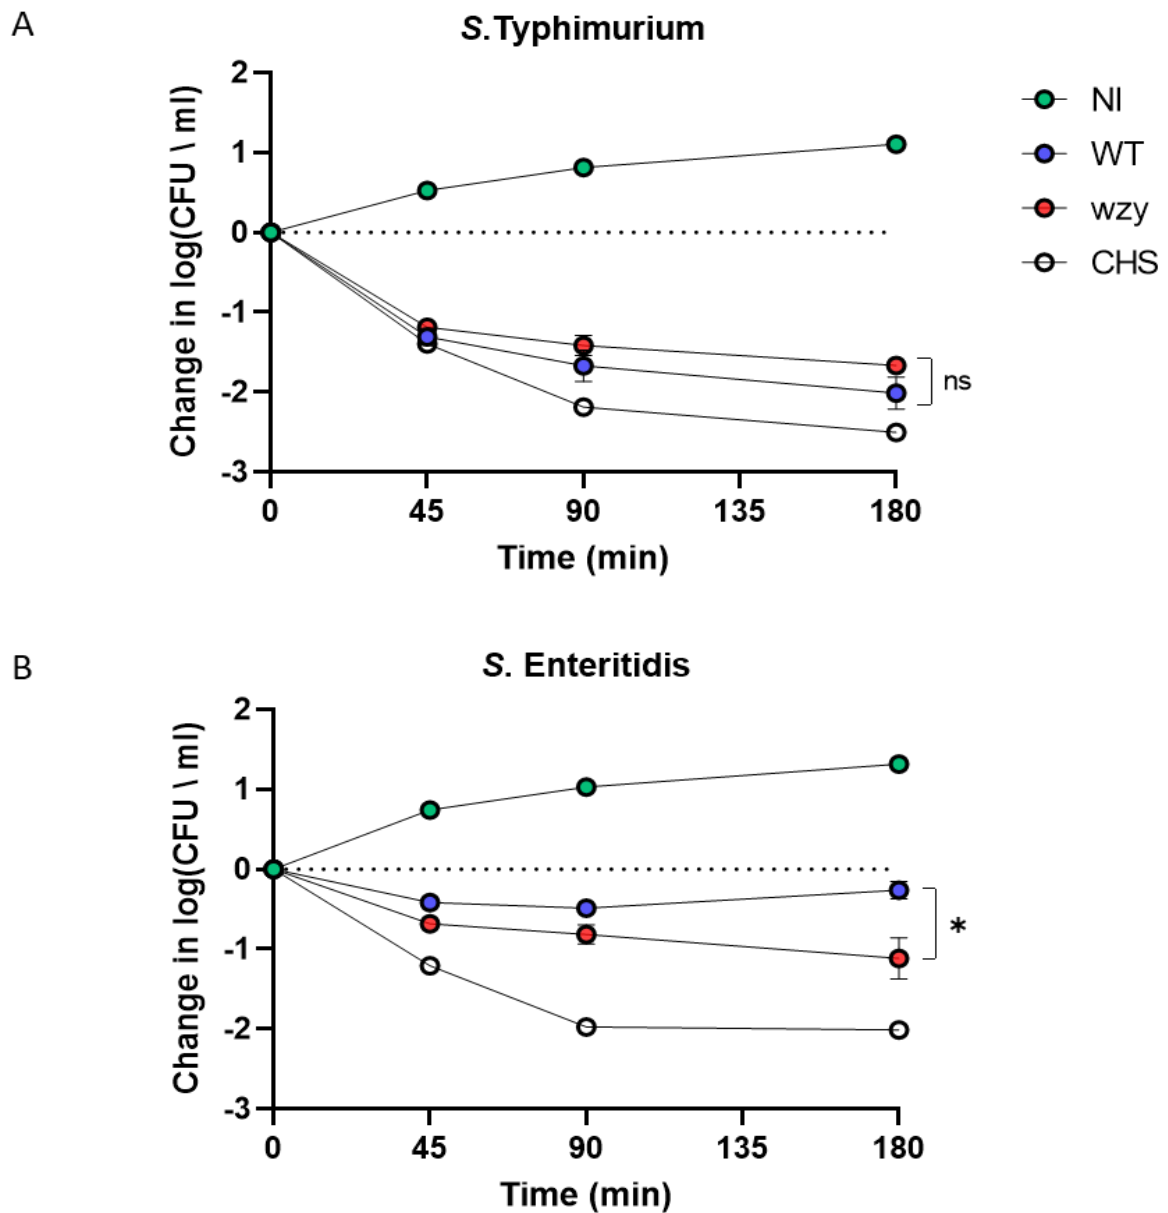 A
S.Typhimurium
NI
WT
wzy
CHS
Change in log(CFU \ ml)
2
1
0
-1
-2
-3
ns
0 45 90 135 180
Time (min)
B
S. Enteritidis
Change in log(CFU \ ml)
2
1
0
-1
-2
-3
*
0 45 90 135 180
Time (min)